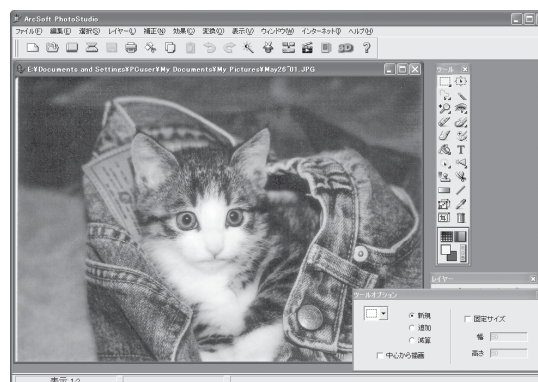 ArcSoft PhotoStudio
ファイル(F) 編集(E) 選択(S) レイヤー(L) 補正(N) 効果(C) 変換(O) 表示(V) ウィンドウ(W) インターネット(I) ヘルプ(H)
E:¥Documents and Settings¥PCuser¥My Documents¥My Pictures¥May26~01.JPG
ツール
T
レイヤー
ツールオプション
新規
追加
減算
中心から描画
固定サイズ
幅
高さ
表示 1:2